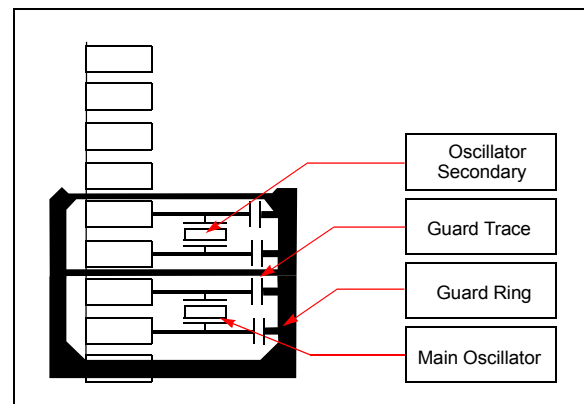 Oscillator
Secondary
Guard Trace
Guard Ring
Main Oscillator